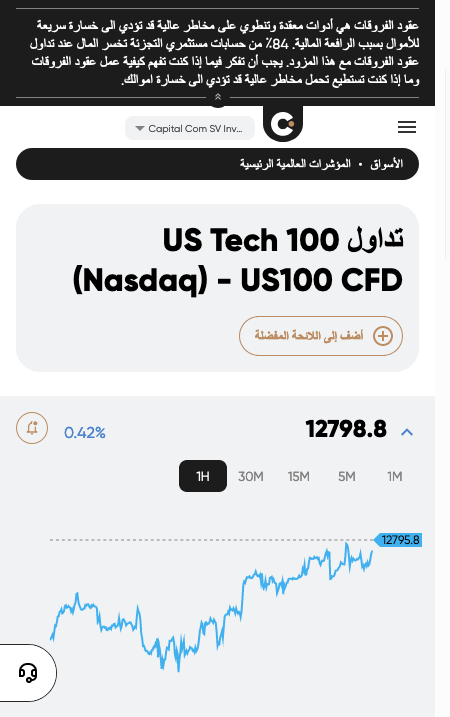 عقود الفروقات هي أدوات معقدة وتنطوي على مخاطر عالية قد تؤدي الى خسارة سريعة
للأموال بسبب الرافعة المالية. 84٪ من حسابات مستثمري التجزئة تخسر المال عند تداول
عقود الفروقات مع هذا المزود. يجب أن تفكر فيما إذا كنت تفهم كيفية عمل عقود الفروقات
وما إذا كنت تستطيع تحمل مخاطر عالية قد تؤدي الى خسارة اموالك.
Capital Com SV Inv...
الأسواق • المؤشرات العالمية الرئيسية
تداول US Tech 100
(Nasdaq) - US100 CFD
أضف إلى اللائحة المفضلة
12798.8
0.42%
1H 30M 15M 5M 1M
12795.8